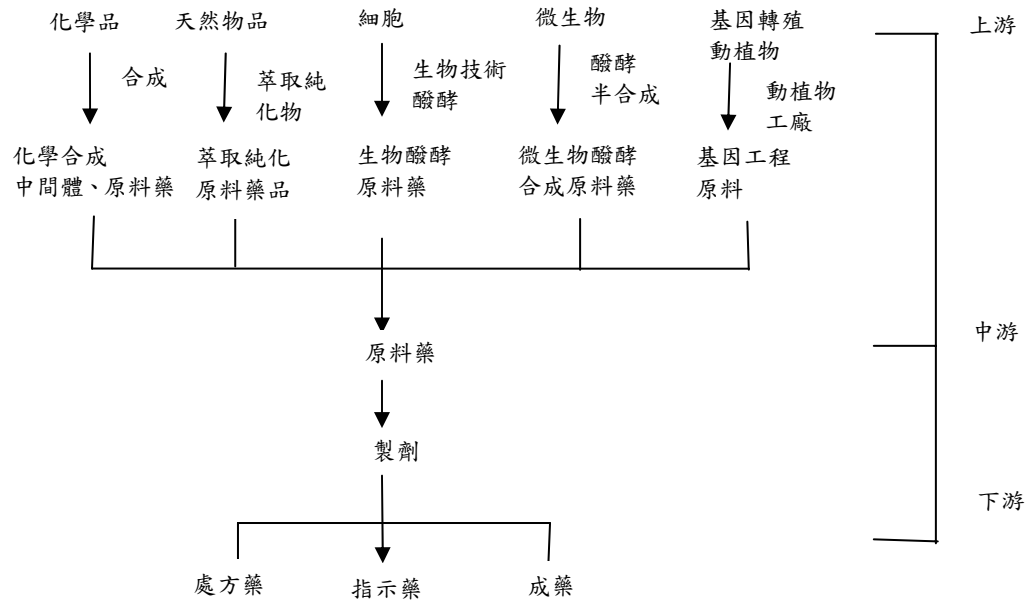 化學品
天然物品
細胞
微生物
基因轉殖
動植物
上游
合成
萃取純
化物
生物技術
醱酵
醱酵
半合成
動植物
工廠
化學合成
中間體、原料藥
萃取純化
原料藥品
生物醱酵
原料藥
微生物醱酵
合成原料藥
基因工程
原料
中游
原料藥
製劑
下游
處方藥
指示藥
成藥